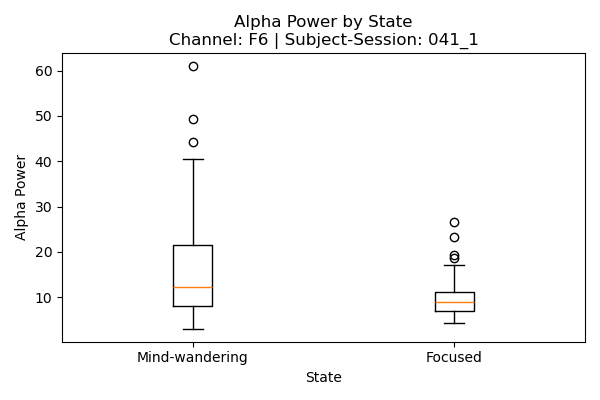 Alpha Power by State
Channel: F6 | Subject-Session: 041_1
60
50
40
30
20
10
Alpha Power
Mind-wandering
Focused
State